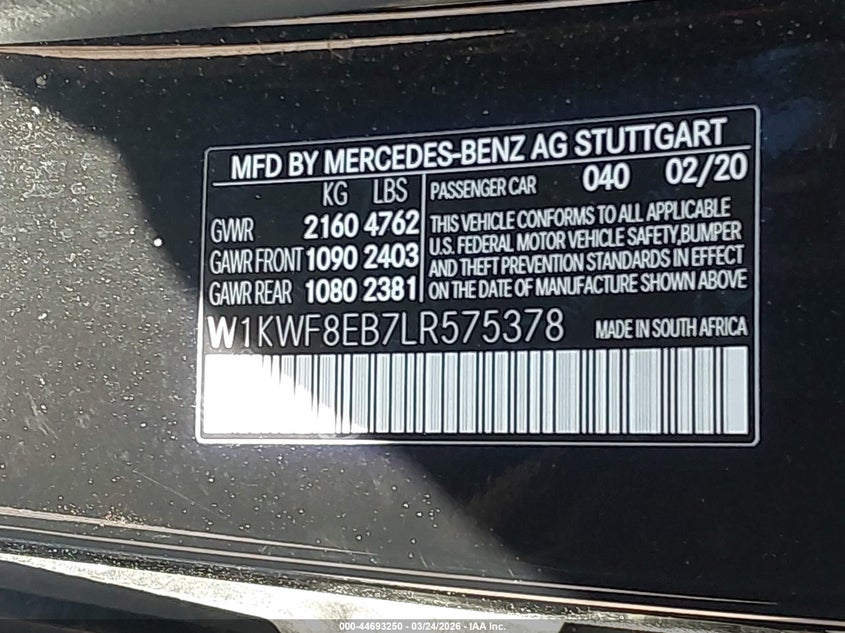 MFD BY MERCEDES-BENZ AG STUTTGART
KG LBS
GVWR 2160 4762
GAWR FRONT 1090 2403
GAWR REAR 1080 2381
PASSENGER CAR 040 02/20
THIS VEHICLE CONFORMS TO ALL APPLICABLE
U.S. FEDERAL MOTOR VEHICLE SAFETY,BUMPER
AND THEFT PREVENTION STANDARDS IN EFFECT
ON THE DATE OF MANUFACTURE SHOWN ABOVE
W1KWF8EB7LR575378 MADE IN SOUTH AFRICA
000-44693250 - 03/24/2026 - IAA Inc.